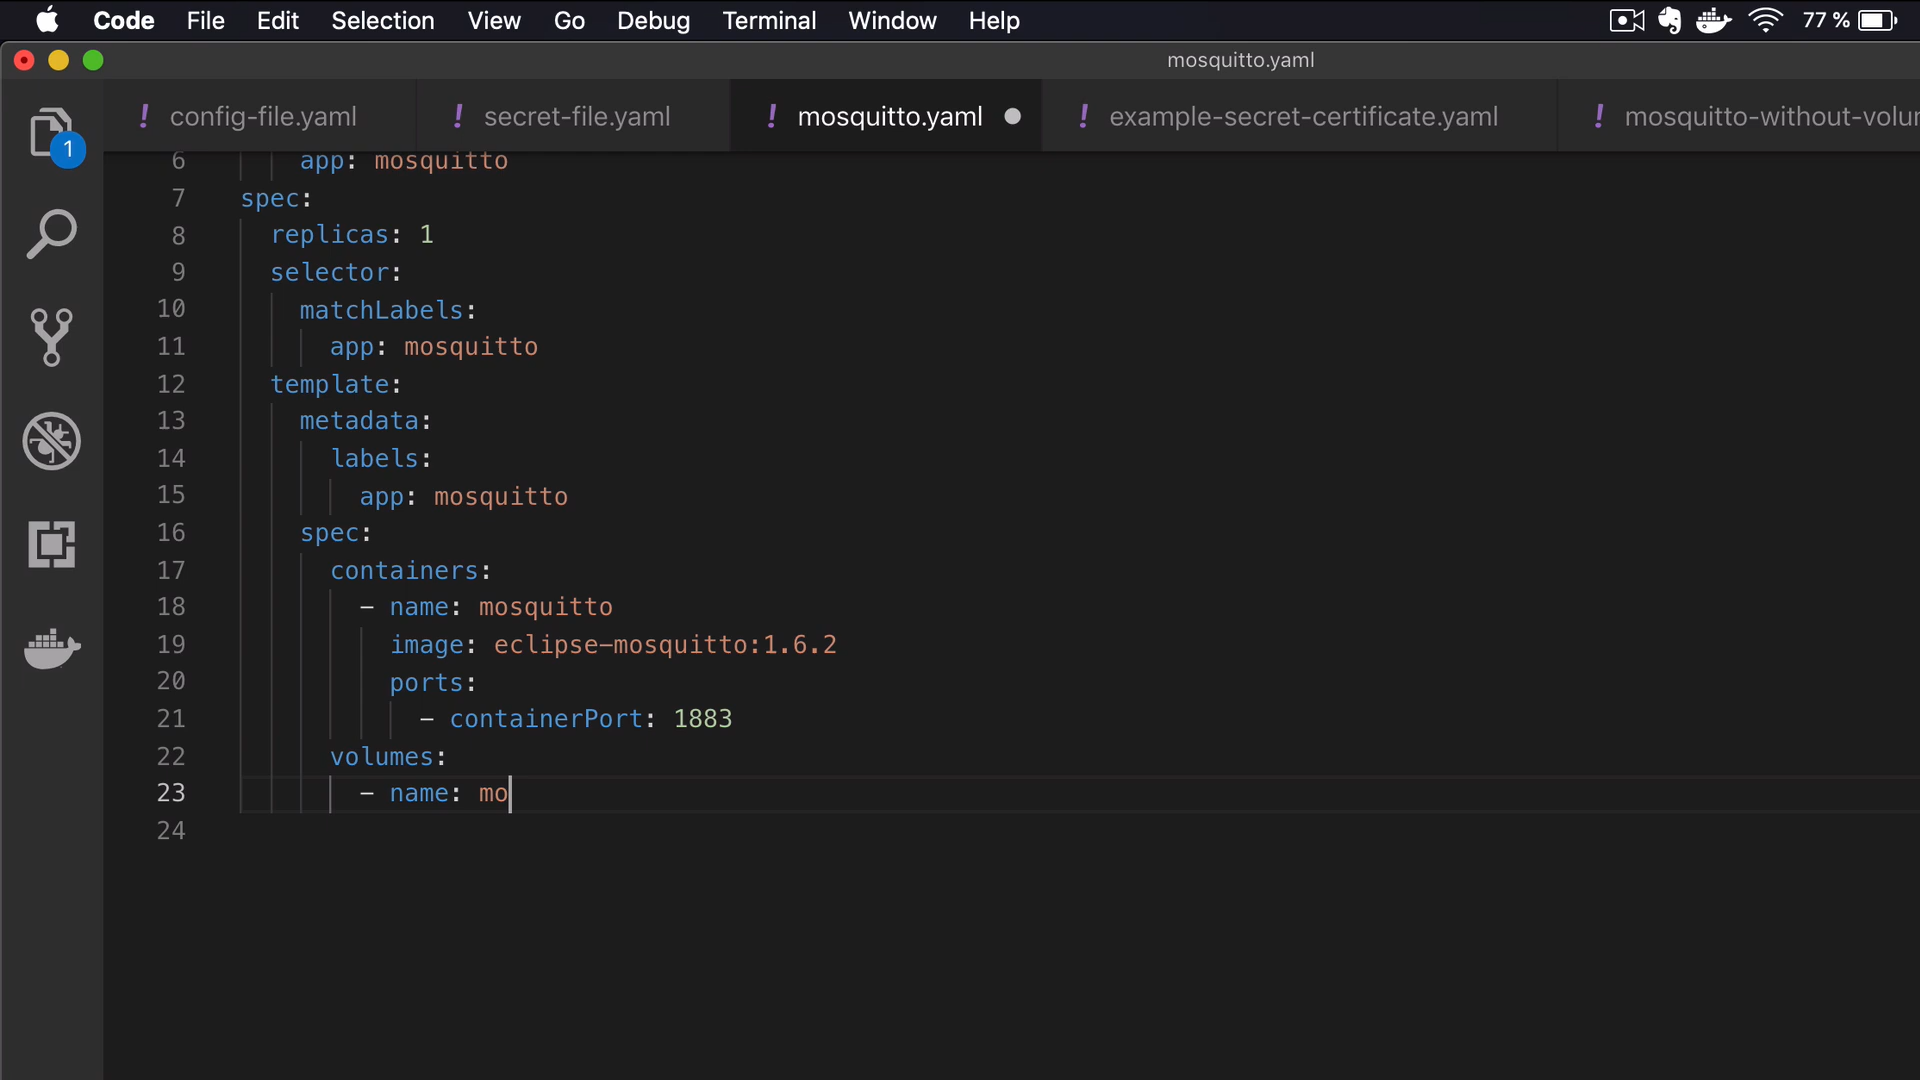 Code File Edit Selection View Go Debug Terminal Window Help 77 %
mosquitto.yaml
! config-file.yaml ! secret-file.yaml ! mosquitto.yaml ! example-secret-certificate.yaml ! mosquitto-without-volu
1
6 app: mosquitto
7 spec:
8 replicas: 1
9 selector:
10 matchLabels:
11 app: mosquitto
12 template:
13 metadata:
14 labels:
15 app: mosquitto
16 spec:
17 containers:
18 - name: mosquitto
19 image: eclipse-mosquitto:1.6.2
20 ports:
21 - containerPort: 1883
22 volumes:
23 - name: mo
24